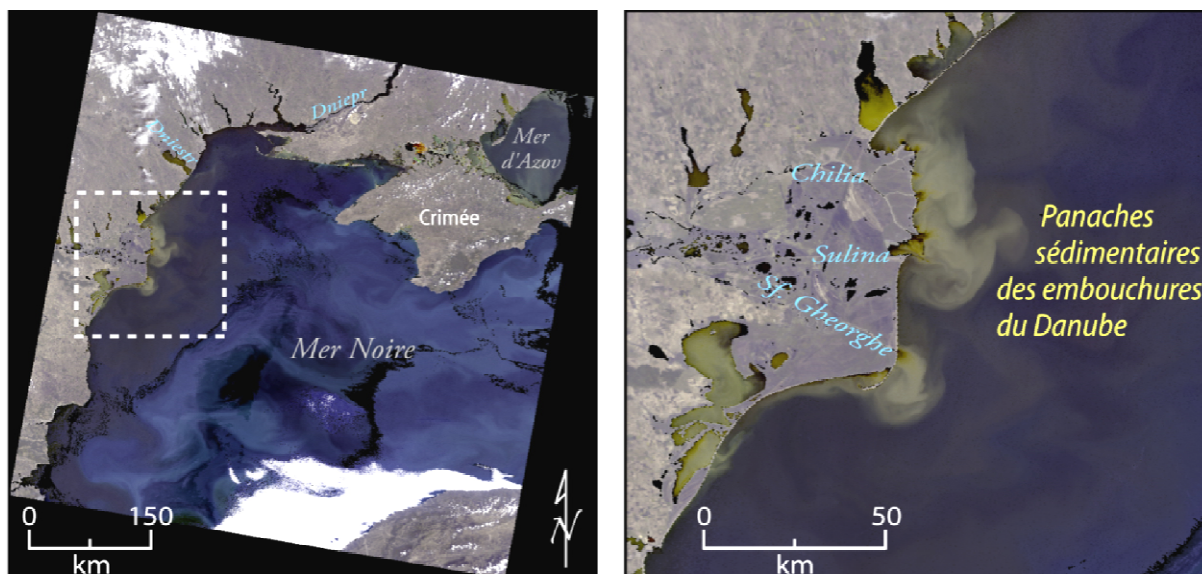 Dniepr
Dniestr
Mer
d'Azov
Crimée
Mer Noire
0 150
km
N
Chilia
Sulina
Sf. Gheorghe
Panaches
sédimentaires
des embouchures
du Danube
0 50
km